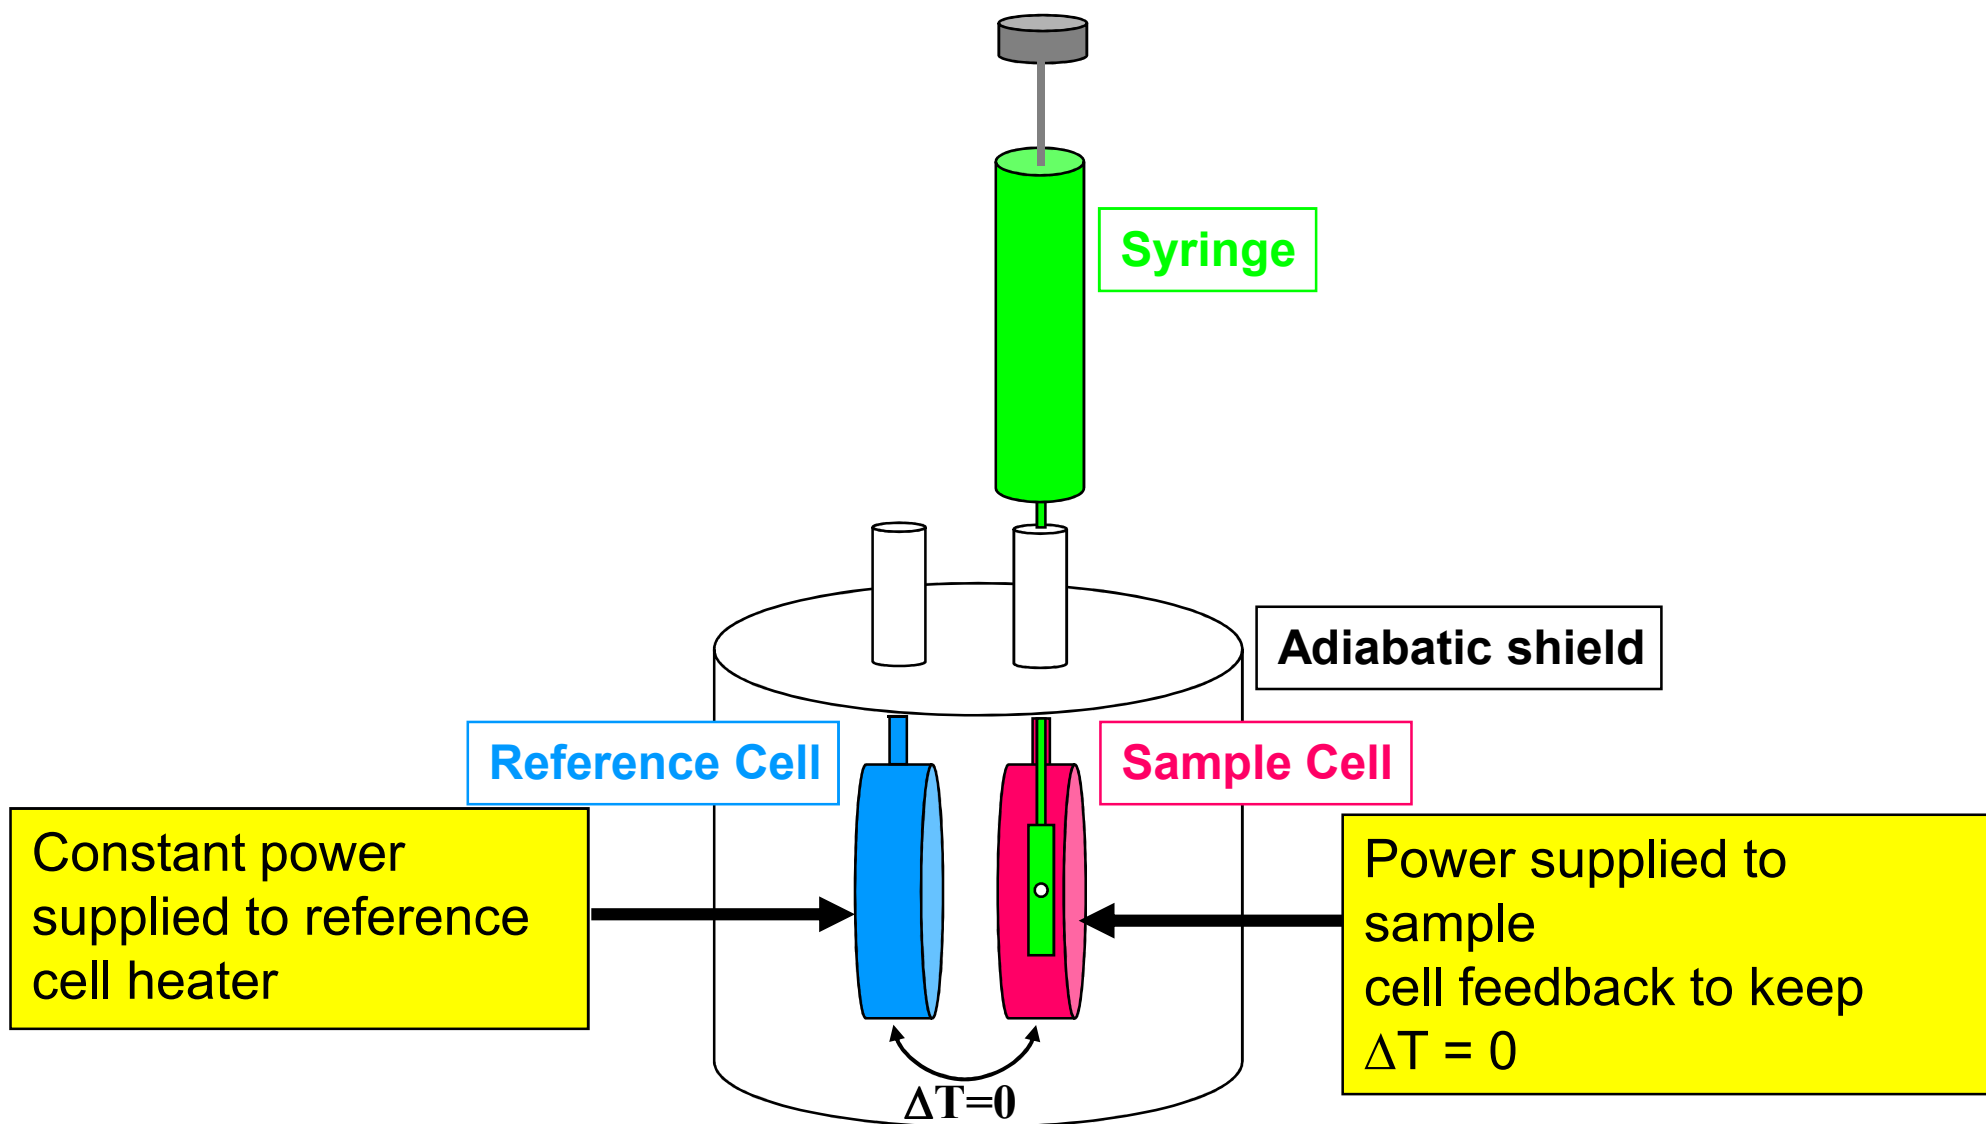 Syringe
Adiabatic shield
Reference Cell
Sample Cell
Constant power
supplied to reference
cell heater
Power supplied to
sample
cell feedback to keep
ΔT = 0
ΔT=0